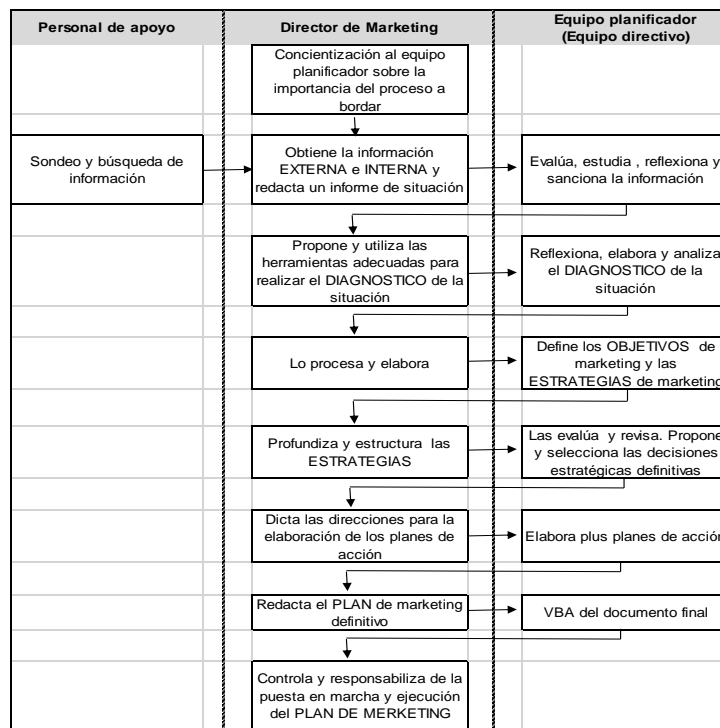 Personal de apoyo
Director de Marketing
Equipo planificador
(Equipo directivo)
Concientización al equipo
planificador sobre la
importancia del proceso a
bordar
Sondeo y búsqueda de
información
Obtiene la información
EXTERNA e INTERNA y
redacta un informe de situación
Evalúa, estudia , reflexiona y
sanciona la información
Propone y utiliza las
herramientas adecuadas para
realizar el DIAGNOSTICO de la
situación
Reflexiona, elabora y analiza
el DIAGNOSTICO de la
situación
Lo procesa y elabora
Define los OBJETIVOS de
marketing y las
ESTRATEGIAS de marketing
Profundiza y estructura las
ESTRATEGIAS
Las evalúa y revisa. Propone
y selecciona las decisiones
estratégicas definitivas
Dicta las direcciones para la
elaboración de los planes de
acción
Elabora plus planes de acción
Redacta el PLAN de marketing
definitivo
VBA del documento final
Controla y responsabiliza de la
puesta en marcha y ejecución
del PLAN DE MERKETING